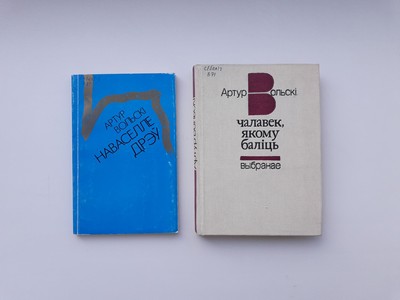 АРТУР
ВОЛЬСКІ
НАВАСЕЛЛЕ
ДРЭЎ
Артур Вольскі
чалавек,
якому
баліць
выбранае